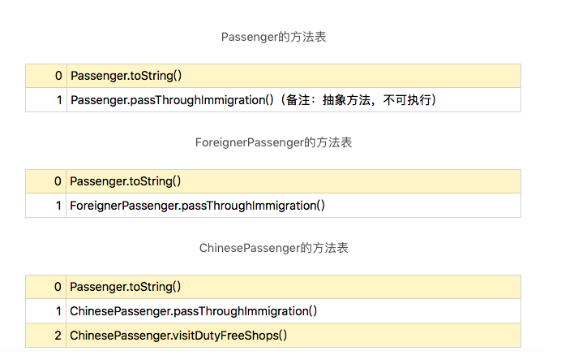 Passenger的方法表
0 Passenger.toString()
1 Passenger.passThroughImmigration()（备注：抽象方法，不可执行）
ForeignerPassenger的方法表
0 Passenger.toString()
1 ForeignerPassenger.passThroughImmigration()
ChinesePassenger的方法表
0 Passenger.toString()
1 ChinesePassenger.passThroughImmigration()
2 ChinesePassenger.visitDutyFreeShops()